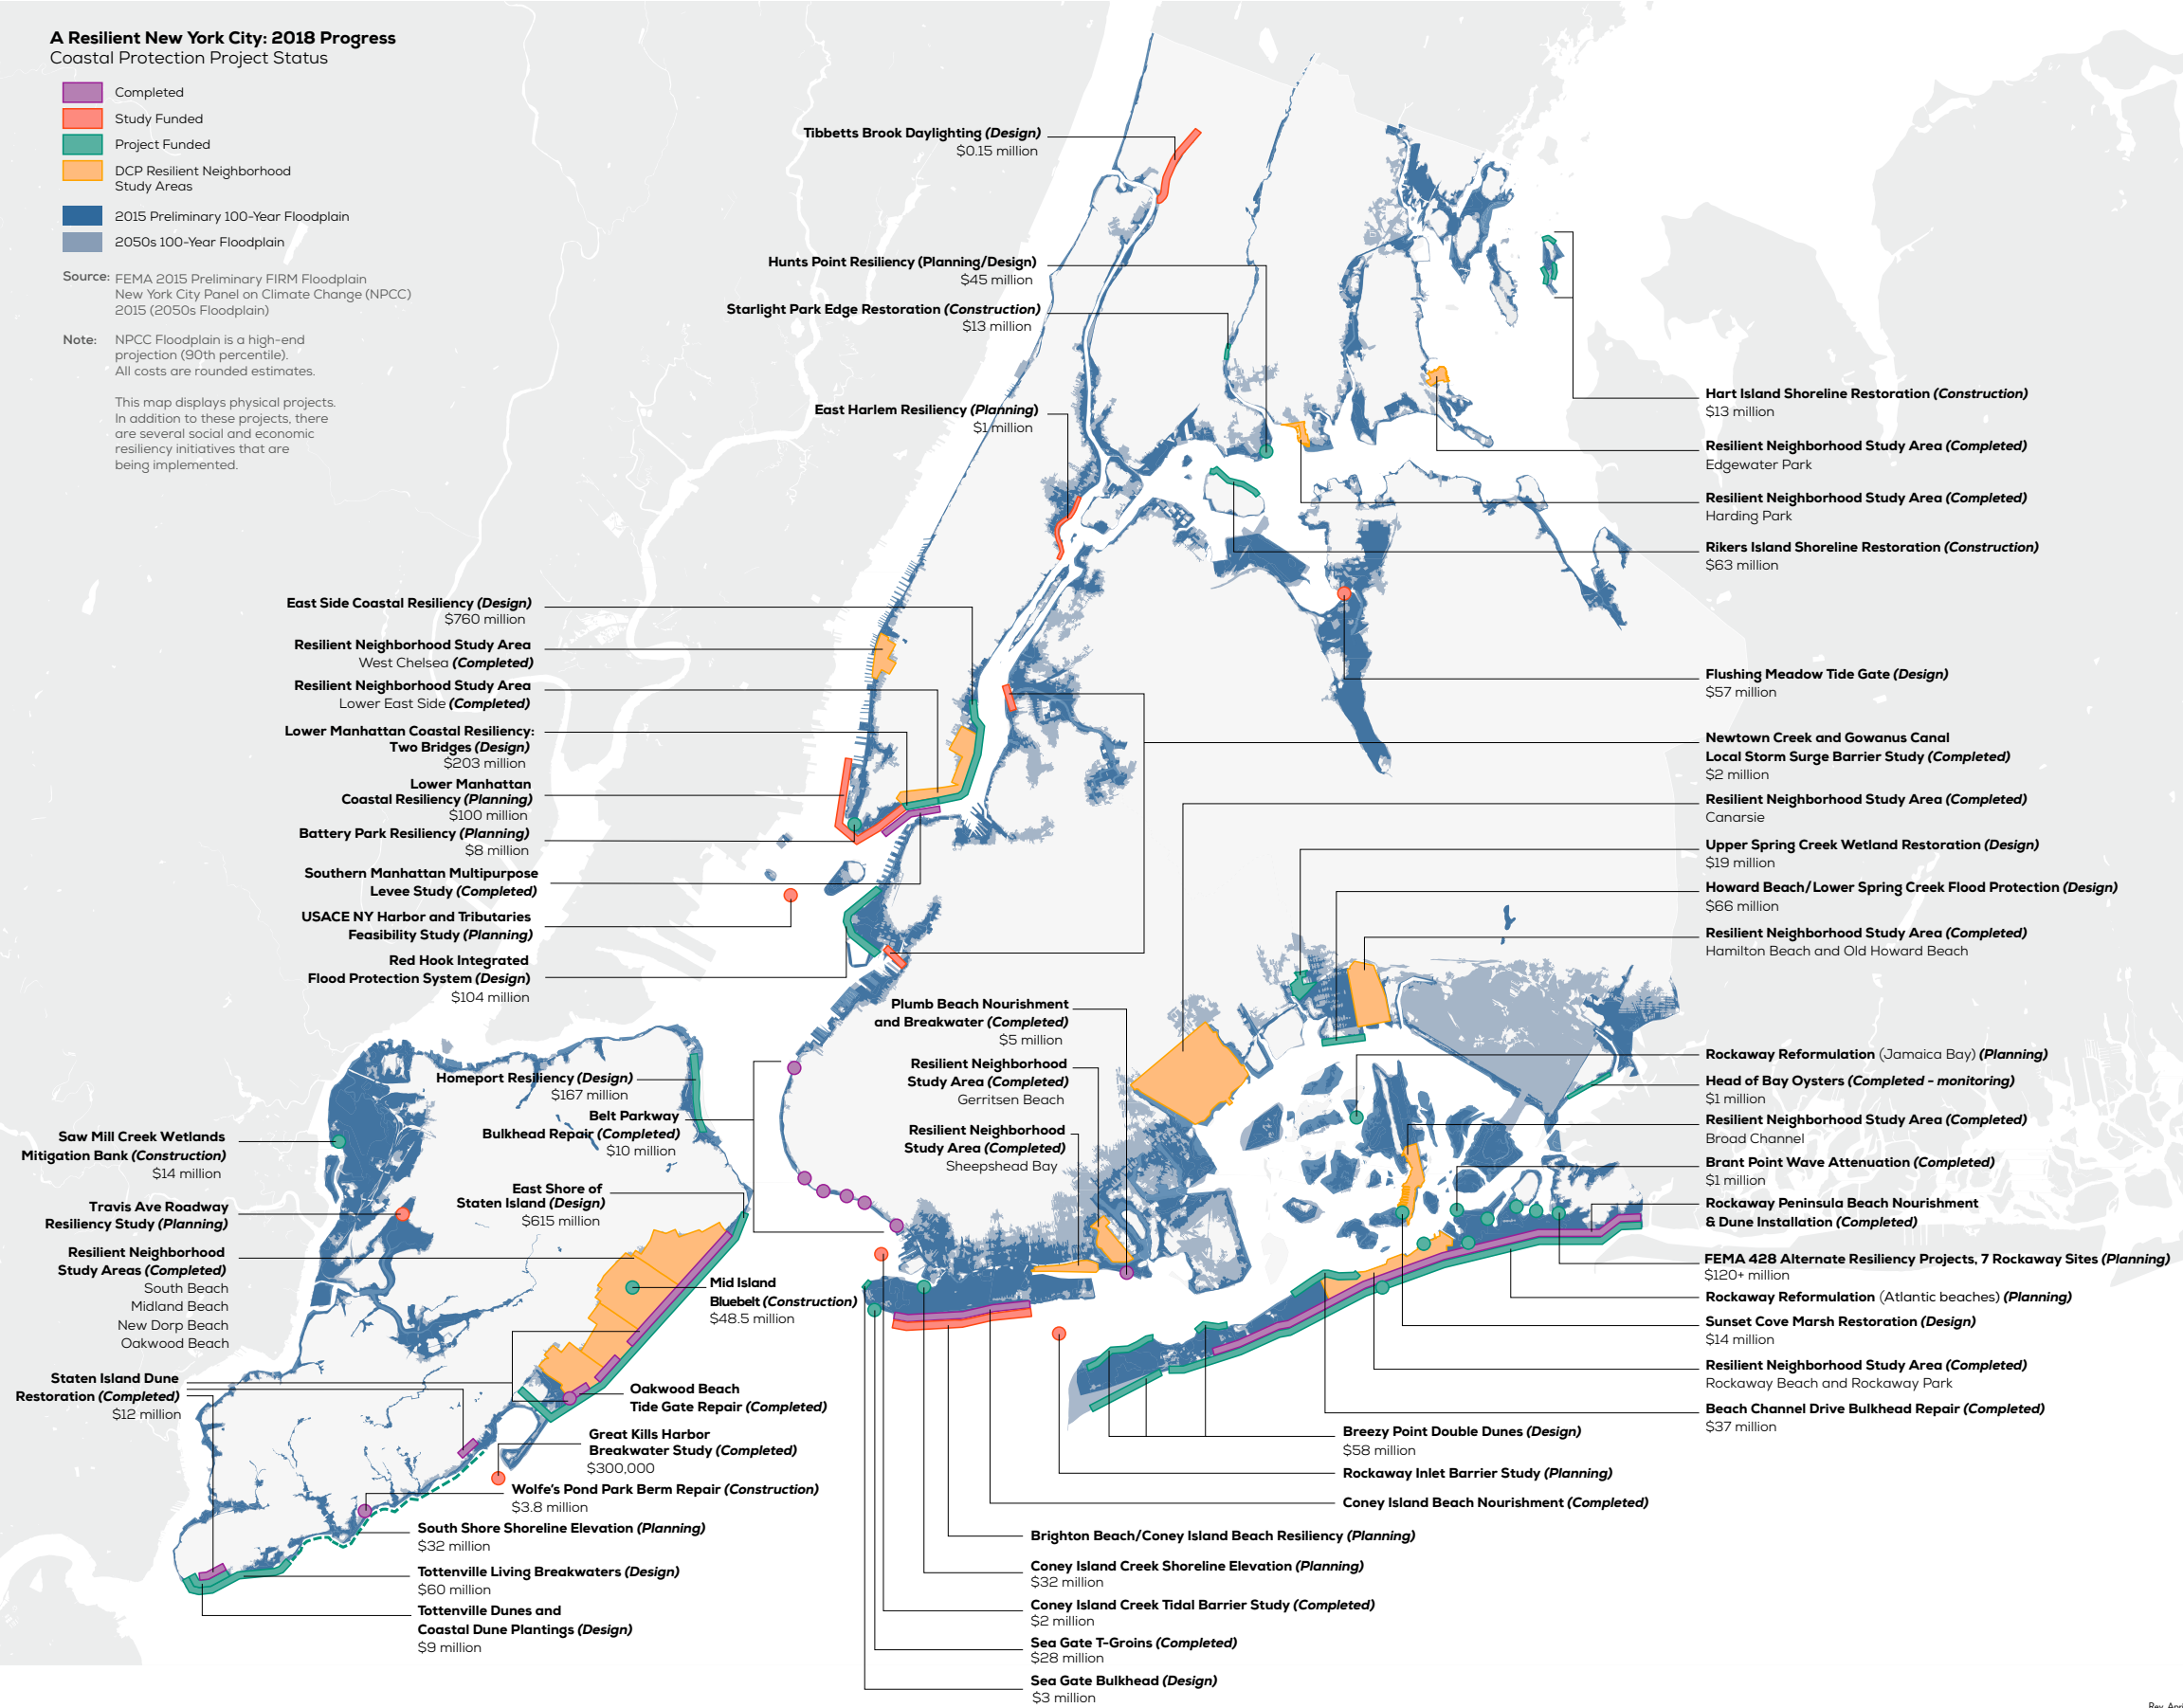 A Resilient New York City: 2018 Progress
Coastal Protection Project Status
Completed
Study Funded
Project Funded
DCP Resilient Neighborhood
Study Areas
2015 Preliminary 100-Year Floodplain
2050s 100-Year Floodplain
Source: FEMA 2015 Preliminary FIRM Floodplain
New York City Panel on Climate Change (NPCC)
2015 (2050s Floodplain)
Note: NPCC Floodplain is a high-end
projection (90th percentile).
All costs are rounded estimates.
This map displays physical projects.
In addition to these projects, there
are several social and economic
resiliency initiatives that are
being implemented.
Tibbetts Brook Daylighting (Design)
$0.15 million
Hunts Point Resiliency (Planning/Design)
$45 million
Starlight Park Edge Restoration (Construction)
$13 million
East Harlem Resiliency (Planning)
$1 million
East Side Coastal Resiliency (Design)
$760 million
Resilient Neighborhood Study Area
West Chelsea (Completed)
Resilient Neighborhood Study Area
Lower East Side (Completed)
Lower Manhattan Coastal Resiliency:
Two Bridges (Design)
$203 million
Lower Manhattan
Coastal Resiliency (Planning)
$100 million
Battery Park Resiliency (Planning)
$8 million
Southern Manhattan Multipurpose
Levee Study (Completed)
USACE NY Harbor and Tributaries
Feasibility Study (Planning)
Red Hook Integrated
Flood Protection System (Design)
$104 million
Hart Island Shoreline Restoration (Construction)
$13 million
Resilient Neighborhood Study Area (Completed)
Edgewater Park
Resilient Neighborhood Study Area (Completed)
Harding Park
Rikers Island Shoreline Restoration (Construction)
$63 million
Flushing Meadow Tide Gate (Design)
$57 million
Newtown Creek and Gowanus Canal
Local Storm Surge Barrier Study (Completed)
$2 million
Resilient Neighborhood Study Area (Completed)
Canarsie
Upper Spring Creek Wetland Restoration (Design)
$19 million
Howard Beach/Lower Spring Creek Flood Protection (Design)
$66 million
Resilient Neighborhood Study Area (Completed)
Hamilton Beach and Old Howard Beach
Rockaway Reformulation (Jamaica Bay) (Planning)
Head of Bay Oysters (Completed - monitoring)
$1 million
Resilient Neighborhood Study Area (Completed)
Broad Channel
Brant Point Wave Attenuation (Completed)
$1 million
Rockaway Peninsula Beach Nourishment
& Dune Installation (Completed)
FEMA 428 Alternate Resiliency Projects, 7 Rockaway Sites (Planning)
$120+ million
Rockaway Reformulation (Atlantic beaches) (Planning)
Sunset Cove Marsh Restoration (Design)
$14 million
Resilient Neighborhood Study Area (Completed)
Rockaway Beach and Rockaway Park
Beach Channel Drive Bulkhead Repair (Completed)
$37 million
Plumb Beach Nourishment
and Breakwater (Completed)
$5 million
Resilient Neighborhood
Study Area (Completed)
Gerritsen Beach
Resilient Neighborhood
Study Area (Completed)
Sheepshead Bay
Homeport Resiliency (Design)
$167 million
Belt Parkway
Bulkhead Repair (Completed)
$10 million
East Shore of
Staten Island (Design)
$615 million
Saw Mill Creek Wetlands
Mitigation Bank (Construction)
$14 million
Travis Ave Roadway
Resiliency Study (Planning)
Resilient Neighborhood
Study Areas (Completed)
South Beach
Midland Beach
New Dorp Beach
Oakwood Beach
Staten Island Dune
Restoration (Completed)
$12 million
Mid Island
Bluebelt (Construction)
$48.5 million
Oakwood Beach
Tide Gate Repair (Completed)
Great Kills Harbor
Breakwater Study (Completed)
$300,000
Wolfe's Pond Park Berm Repair (Construction)
$3.8 million
South Shore Shoreline Elevation (Planning)
$32 million
Tottenville Living Breakwaters (Design)
$60 million
Tottenville Dunes and
Coastal Dune Plantings (Design)
$9 million
Breezy Point Double Dunes (Design)
$58 million
Rockaway Inlet Barrier Study (Planning)
Coney Island Beach Nourishment (Completed)
Brighton Beach/Coney Island Beach Resiliency (Planning)
Coney Island Creek Shoreline Elevation (Planning)
$32 million
Coney Island Creek Tidal Barrier Study (Completed)
$2 million
Sea Gate T-Groins (Completed)
$28 million
Sea Gate Bulkhead (Design)
$3 million